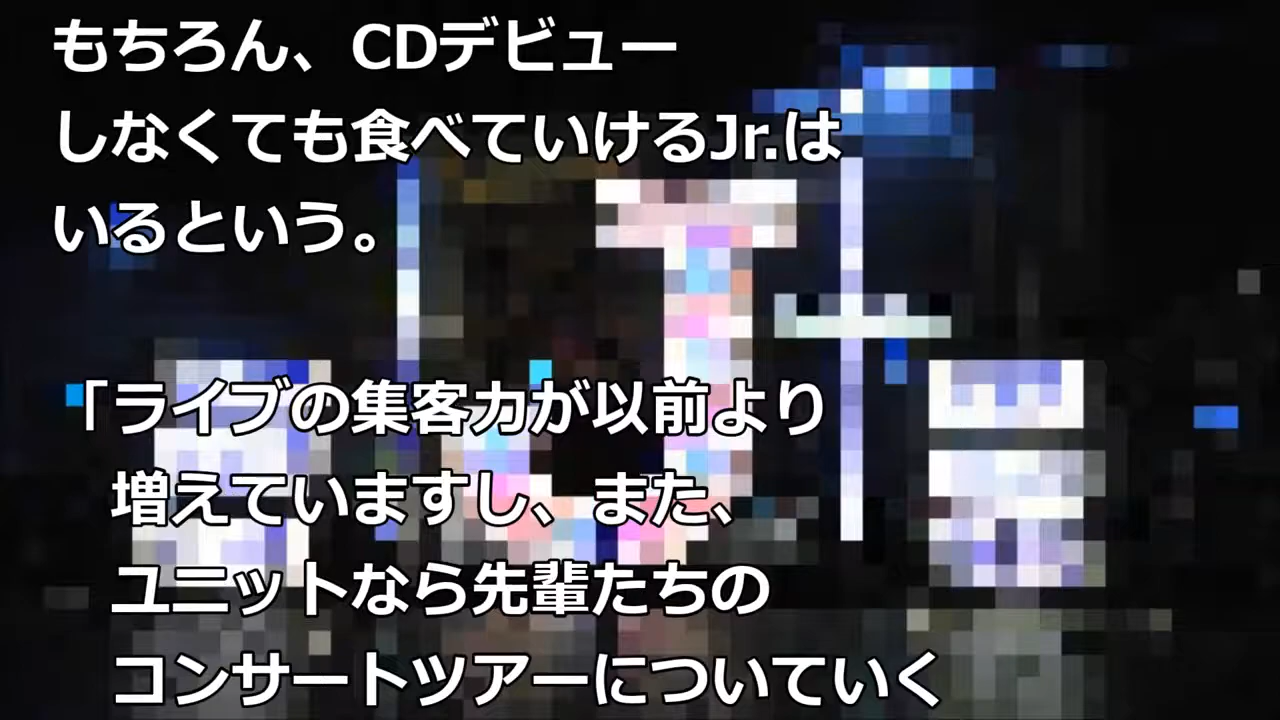 もちろん、CDデビュー
しなくても食べていけるJr.は
いるという。
「ライブの集客力が以前より
増えていますし、また、
ユニットなら先輩たちの
コンサートツアーについていく